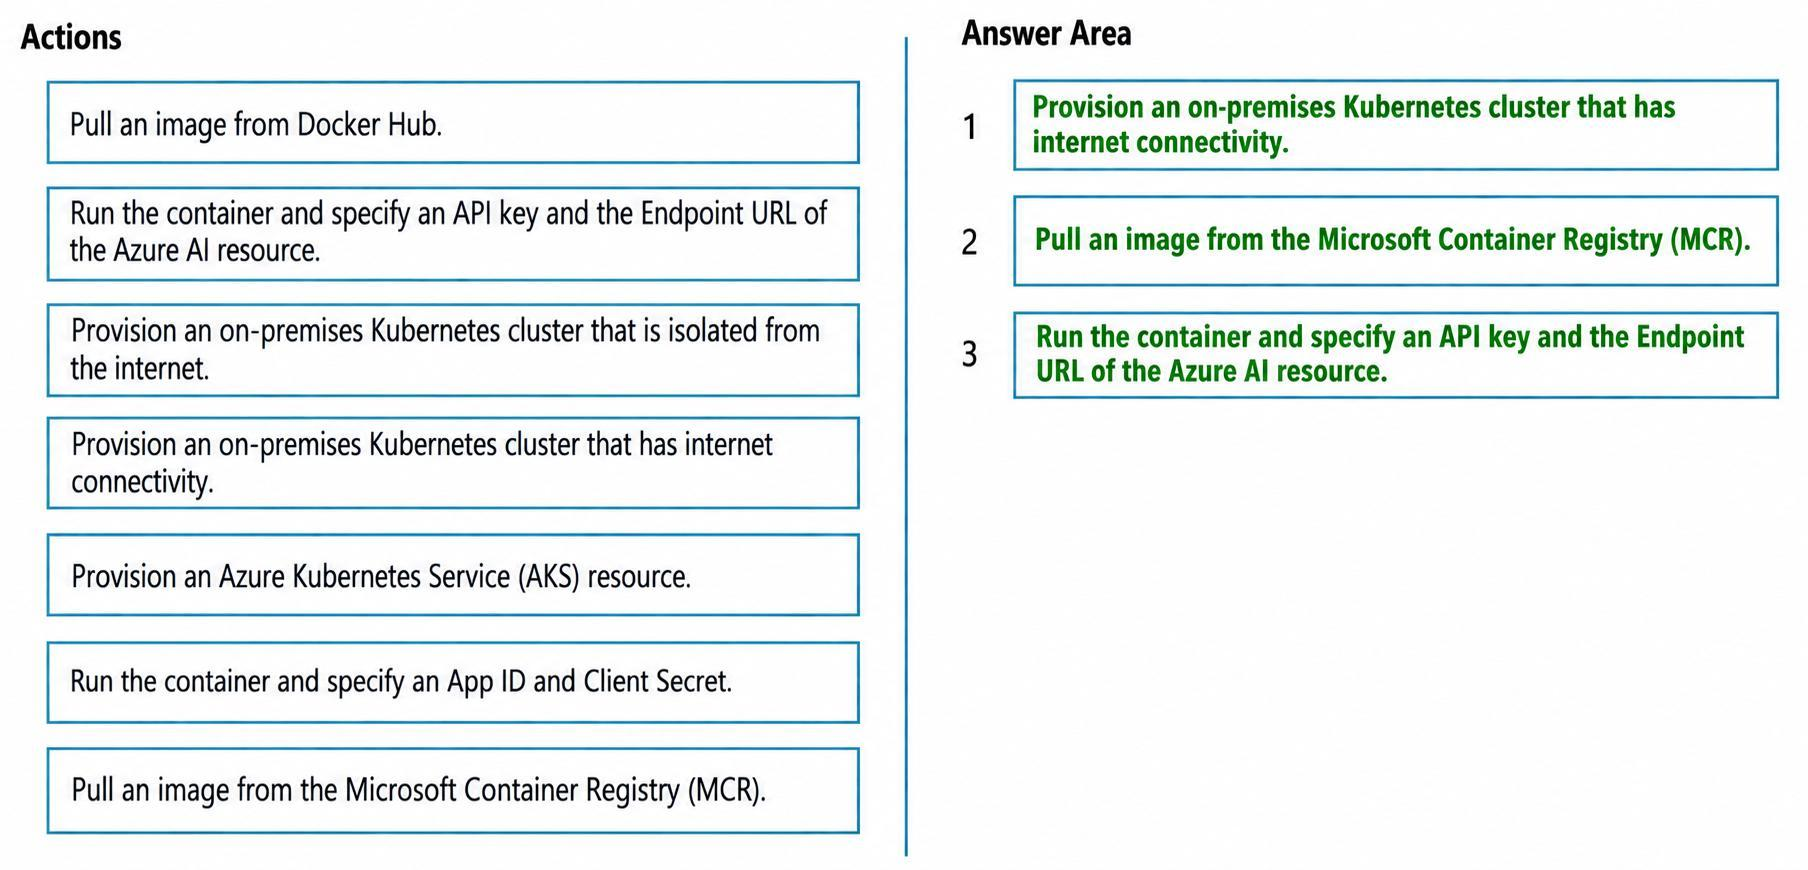 Actions
Pull an image from Docker Hub.
Run the container and specify an API key and the Endpoint URL of
the Azure AI resource.
Provision an on-premises Kubernetes cluster that is isolated from
the internet.
Provision an on-premises Kubernetes cluster that has internet
connectivity.
Provision an Azure Kubernetes Service (AKS) resource.
Run the container and specify an App ID and Client Secret.
Pull an image from the Microsoft Container Registry (MCR).
Answer Area
1
Provision an on-premises Kubernetes cluster that has
internet connectivity.
2
Pull an image from the Microsoft Container Registry (MCR).
3
Run the container and specify an API key and the Endpoint
URL of the Azure AI resource.